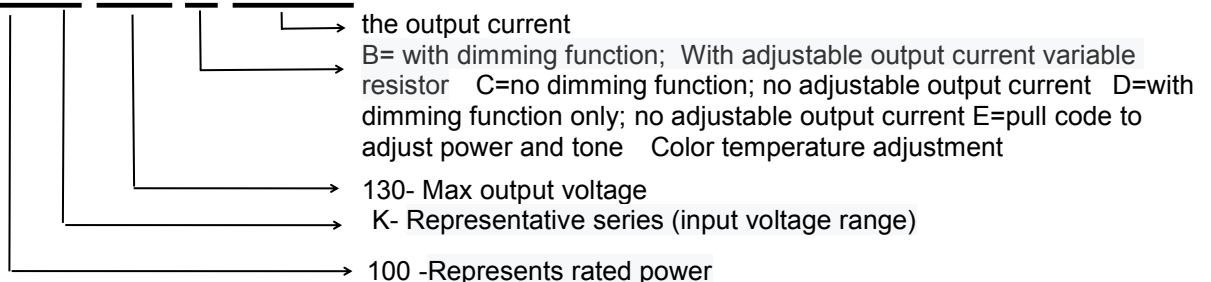 the output current
B= with dimming function; With adjustable output current variable
resistor C=no dimming function; no adjustable output current D=with
dimming function only; no adjustable output current E=pull code to
adjust power and tone Color temperature adjustment
130- Max output voltage
K- Representative series (input voltage range)
100 -Represents rated power